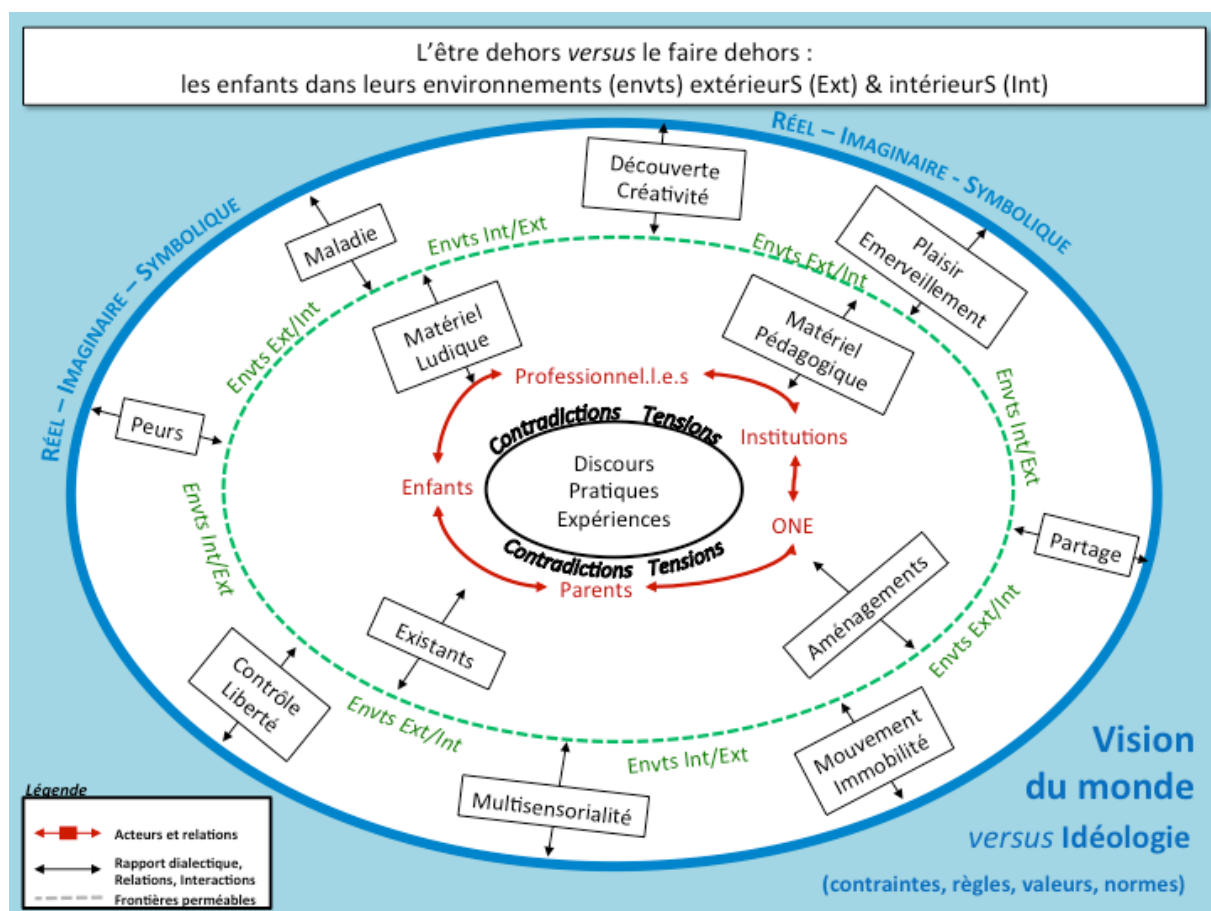 L'être dehors versus le faire dehors :
les enfants dans leurs environnements (envts) extérieurS (Ext) & intérieurS (Int)
RÉEL – IMAGINAIRE – SYMBOLIQUE
RÉEL – IMAGINAIRE - SYMBOLIQUE
Découverte
Créativité
Maladie
Plaisir
Emerveillement
Envts Int/Ext
Envts Ext/Int
Envts Ext/Int
Matériel
Ludique
Matériel
Pédagogique
Professionnel.l.e.s
Envts Int/Ext
Peurs
Contradictions Tensions
Institutions
Discours
Pratiques
Expériences
Enfants
ONE
Envts Int/Ext
Partage
Contradictions Tensions
Parents
Aménagements
Existants
Envts Ext/Int
Contrôle
Liberté
Envts Ext/Int
Mouvement
Immobilité
Envts Int/Ext
Multisensorialité
Vision
du monde
versus Idéologie
(contraintes, règles, valeurs, normes)
Légende
Acteurs et relations
Rapport dialectique,
Relations, Interactions
Frontières perméables